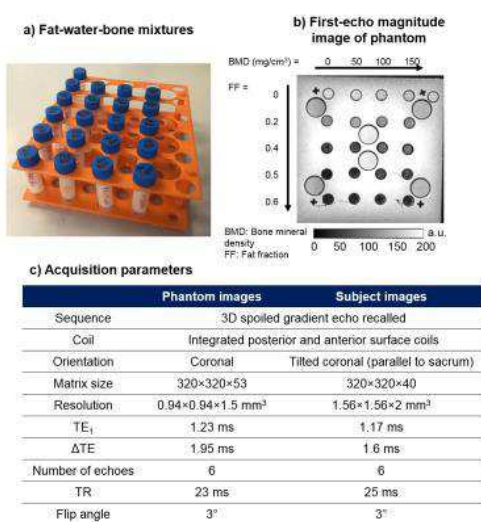 a) Fat-water-bone mixtures
b) First-echo magnitude
image of phantom
BMD (mg/cm³) =
0 50 100 150
FF =
0
0.2
0.4
0.6
BMD: Bone mineral
density
FF: Fat fraction
a.u.
0 50 100 150 200
c) Acquisition parameters
Phantom images Subject images
Sequence 3D spoiled gradient echo recalled
Coil Integrated posterior and anterior surface coils
Orientation Coronal Tilted coronal (parallel to sacrum)
Matrix size 320×320×53 320×320×40
Resolution 0.94×0.94×1.5 mm³ 1.56×1.56×2 mm³
TE₁ 1.23 ms 1.17 ms
ΔTE 1.95 ms 1.6 ms
Number of echoes 6 6
TR 23 ms 25 ms
Flip angle 3° 3°